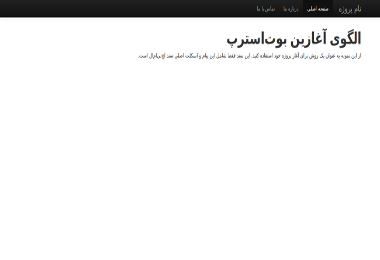 نام پروژه
صفحه اصلی
درباره ما
تماس با ما
الگوی آغازین بوت‌استرپ
از این نمونه به عنوان یک روش برای آغاز پروژه خود استفاده کنید. این سند فقط شامل این پیام و اسکلت اصلی سند اچ‌تی‌ام‌ال است.